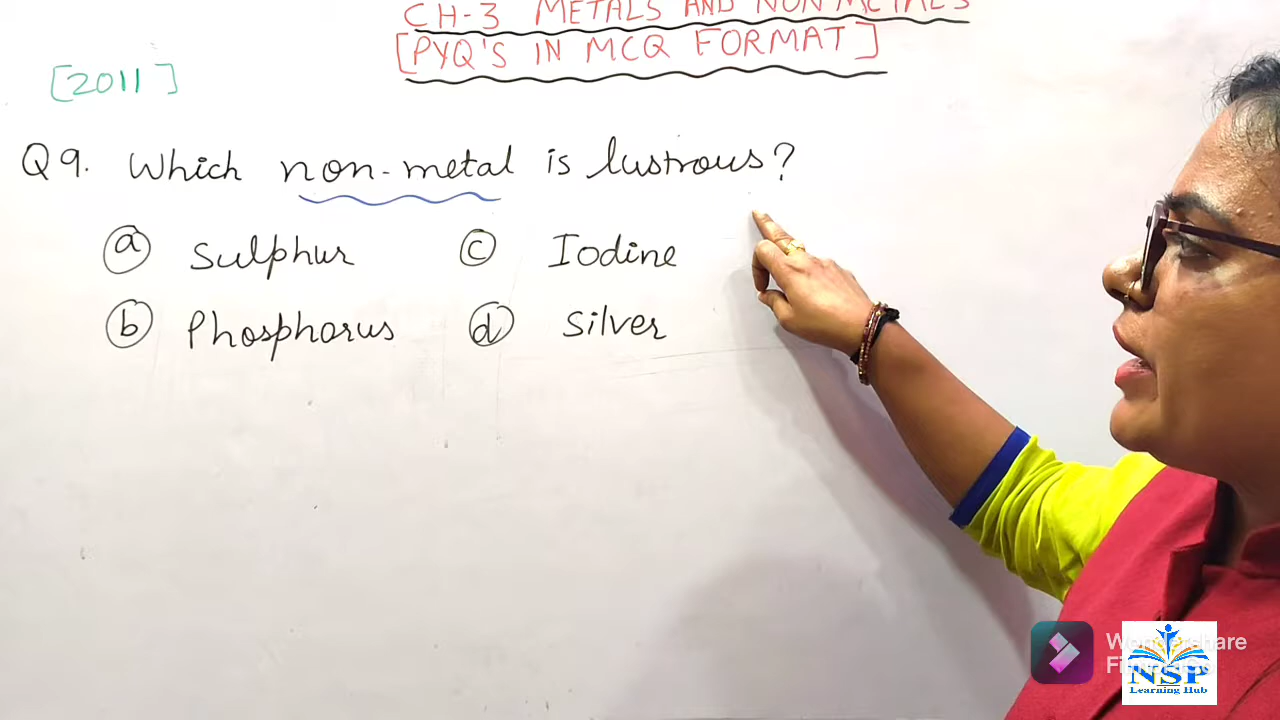 CH-3 METALS AND NON METALS
[PYQ'S IN MCQ FORMAT]
[2011]
Q9. Which non-metal is lustrous?
a Sulphur c Iodine
b Phosphorus d Silver
Wondershare
NSP
Learning Hub